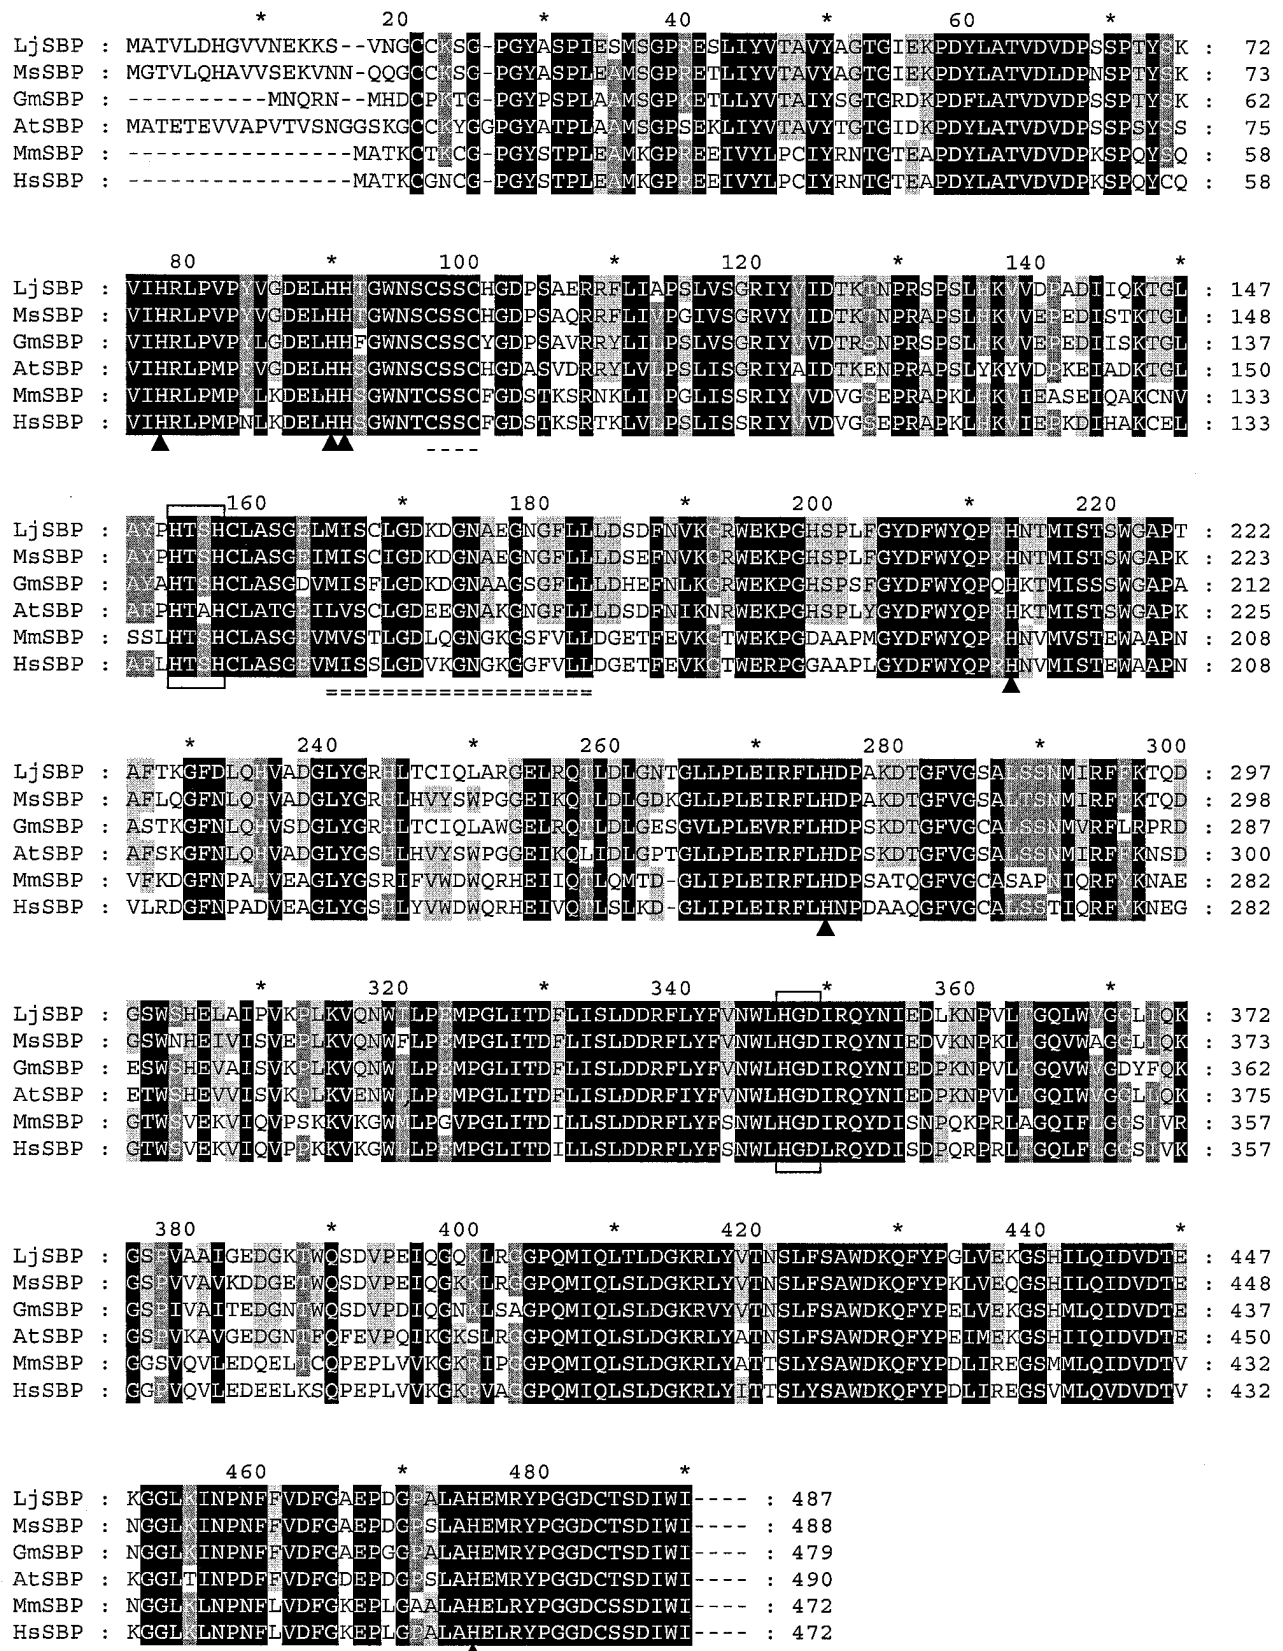 * 20 * 40 * 60 *
LjSBP : MATVLDHGVVNEKKS--VNGCCKSG-PGYASPIESMSGPRESLIYVTAVYAGTGIEKPDYLATVDVDPSSPTYSK : 72
MsSBP : MGTVLQHAVVSEKVNN-QQGCCKSG-PGYASPLEAMSGPRETLIYVTAVYAGTGIEKPDYLATVDLDPNSPTYSK : 73
GmSBP : ----------MNQRN--MHDCPKTG-PGYPSPLAAMSGPKETLLYVTAIYSGTGRDKPDFLATVDVDPSSPTYSK : 62
AtSBP : MATETEVVAPVTVSNGGSKGCCKYGGPGYATPLAAMSGPSEKLIYVTAVYTGTGIDKPDYLATVDVDPSSPSYSS : 75
MmSBP : ----------------MATKCTKCG-PGYSTPLEAMKGPREEIVYLPCIYRNTGTEAPDYLATVDVDPKSPQYSQ : 58
HsSBP : ----------------MATKCGNCG-PGYSTPLEAMKGPREEIVYLPCIYRNTGTEAPDYLATVDVDPKSPQYCQ : 58
80 * 100 * 120 * 140 *
LjSBP : VIHRLPVPYVGDELHHTGWNSCSSCHGDPSAERRFLIAPSLVSGRIYVIDTKTNPRSPSLHKVVDPADIIQKTGL : 147
MsSBP : VIHRLPVPYVGDELHHTGWNSCSSCHGDPSAQRRFLIVPGIVSGRVYVIDTKTNPRAPSLHKVVEPEDISTKTGL : 148
GmSBP : VIHRLPVPYLGDELHHFGWNSCSSCYGDPSAVRRYLILPSLVSGRIYVVDTRSNPRSPSLHKVVEPEDIISKTGL : 137
AtSBP : VIHRLPMPFVGDELHHSGWNSCSSCHGDASVDRRYLVLPSLISGRIYAIDTKENPRAPSLYKYVDPKEIADKTGL : 150
MmSBP : VIHRLPMPYLKDELHHSGWNTCSSCFGDSTKSRNKLILPGLISSRIYVVDVGSEPRAPKLHKVIEASEIQAKCNV : 133
HsSBP : VIHRLPMPNLKDELHHSGWNTCSSCFGDSTKSRTKLVLPSLISSRIYVVDVGSEPRAPKLHKVIEPKDIHAKCEL : 133
----
160 * 180 * 200 * 220
LjSBP : AYPHTSHCLASGELMISCLGDKDGNAEGNGFLLLDSDFNVKGRWEKPGHSPLFGYDFWYQPRHNTMISTSWGAPT : 222
MsSBP : AYPHTSHCLASGEIMISCIGDKDGNAEGNGFLLLDSEFNVKGRWEKPGHSPLFGYDFWYQPRHNTMISTSWGAPK : 223
GmSBP : AYAHTSHCLASGDVMISFLGDKDGNAAGSGFLLLDHEFNLKGRWEKPGHSPSFGYDFWYQPQHKTMISSSWGAPA : 212
AtSBP : AFPHTAHCLATGEILVSCLGDEEGNAKGNGFLLLDSDFNIKNRWEKPGHSPLYGYDFWYQPRHKTMISTSWGAPK : 225
MmSBP : SSLHTSHCLASGEVMVSTLGDLQGNGKGSFVLLDGETFEVKGTWEKPGDAAPMGYDFWYQPRHNVMVSTEWAAPN : 208
HsSBP : AFLHTSHCLASGEVMISSLGDVKGNGKGGFVLLDGETFEVKGTWERPGGAAPLGYDFWYQPRHNVMISTEWAAPN : 208
===================
* 240 * 260 * 280 * 300
LjSBP : AFTKGFDLQHVADGLYGRHLTCIQLARGELRQTLDLGNTGLLPLEIRFLHDPAKDTGFVGSALSSNMIRFFKTQD : 297
MsSBP : AFLQGFNLQHVADGLYGRHLHVYSWPGGEIKQTLDLGDKGLLPLEIRFLHDPAKDTGFVGSALTSNMIRFFKTQD : 298
GmSBP : ASTKGFNLQHVSDGLYGRHLTCIQLAWGELRQTLDLGESGVLPLEVRFLHDPSKDTGFVGCALSSNMVRFLRPRD : 287
AtSBP : AFSKGFNLQHVADGLYGSHLHVYSWPGGEIKQLIDLGPTGLLPLEIRFLHDPSKDTGFVGSALSSNMIRFFKNSD : 300
MmSBP : VFKDGFNPAHVEAGLYGSRIFVWDWQRHEIIQTLQMTD-GLIPLEIRFLHDPSATQGFVGCASAPNIQRFYKNAE : 282
HsSBP : VLRDGFNPADVEAGLYGSHLYVWDWQRHEIVQTLSLKD-GLIPLEIRFLHNPDAAQGFVGCALSSTIQRFYKNEG : 282
* 320 * 340 * 360 *
LjSBP : GSWSHELAIPVKPLKVQNWTLPEMPGLITDFLISLDDRFLYFVNWLHGDIRQYNIEDLKNPVLTGQLWVGGLIQK : 372
MsSBP : GSWNHEIVISVEPLKVQNWFLPEMPGLITDFLISLDDRFLYFVNWLHGDIRQYNIEDVKNPKLTGQVWAGGLIQK : 373
GmSBP : ESWSHEVAISVKPLKVQNWTLPEMPGLITDFLISLDDRFLYFVNWLHGDIRQYNIEDPKNPVLTGQVWVGDYFQK : 362
AtSBP : ETWSHEVVISVKPLKVENWILPEMPGLITDFLISLDDRFIYFVNWLHGDIRQYNIEDPKNPVLTGQIWVGGLLQK : 375
MmSBP : GTWSVEKVIQVPSKKVKGWMLPGVPGLITDILLSLDDRFLYFSNWLHGDIRQYDISNPQKPRLAGQIFLGGSIVR : 357
HsSBP : GTWSVEKVIQVPPKKVKGWLLPEMPGLITDILLSLDDRFLYFSNWLHGDLRQYDISDPQRPRLTGQLFLGGSIVK : 357
380 * 400 * 420 * 440 *
LjSBP : GSPVAAIGEDGKTWQSDVPEIQGQKLRGGPQMIQLTLDGKRLYVTNSLFSAWDKQFYPGLVEKGSHILQIDVDTE : 447
MsSBP : GSPVVAVKDDGETWQSDVPEIQGKKLRGGPQMIQLSLDGKRLYVTNSLFSAWDKQFYPKLVEQGSHILQIDVDTE : 448
GmSBP : GSPIVAITEDGNTWQSDVPDIQGNKLSAGPQMIQLSLDGKRVYVTNSLFSAWDKQFYPELVEKGSHMLQIDVDTE : 437
AtSBP : GSPVKAVGEDGNTFQFEVPQIKGKSLRGGPQMIQLSLDGKRLYATNSLFSAWDRQFYPEIMEKGSHIIQIDVDTE : 450
MmSBP : GGSVQVLEDQELTCQPEPLVVKGKRIPGGPQMIQLSLDGKRLYATTSLYSAWDKQFYPDLIREGSMMLQIDVDTV : 432
HsSBP : GGPVQVLEDEELKSQPEPLVVKGKRVAGGPQMIQLSLDGKRLYITTSLYSAWDKQFYPDLIREGSVMLQVDVDTV : 432
460 * 480 *
LjSBP : KGGLKINPNFFVDFGAEPDGPALAHEMRYPGGDCTSDIWI---- : 487
MsSBP : NGGLKINPNFFVDFGAEPDGPSLAHEMRYPGGDCTSDIWI---- : 488
GmSBP : NGGLKINPNFFVDFGAEPGGPALAHEMRYPGGDCTSDIWI---- : 479
AtSBP : KGGLTINPDFFVDFGDEPDGPSLAHEMRYPGGDCTSDIWI---- : 490
MmSBP : NGGLKLNPNFLVDFGKEPLGAALAHELRYPGGDCSSDIWI---- : 472
HsSBP : KGGLKLNPNFLVDFGKEPLGPALAHELRYPGGDCSSDIWI---- : 472